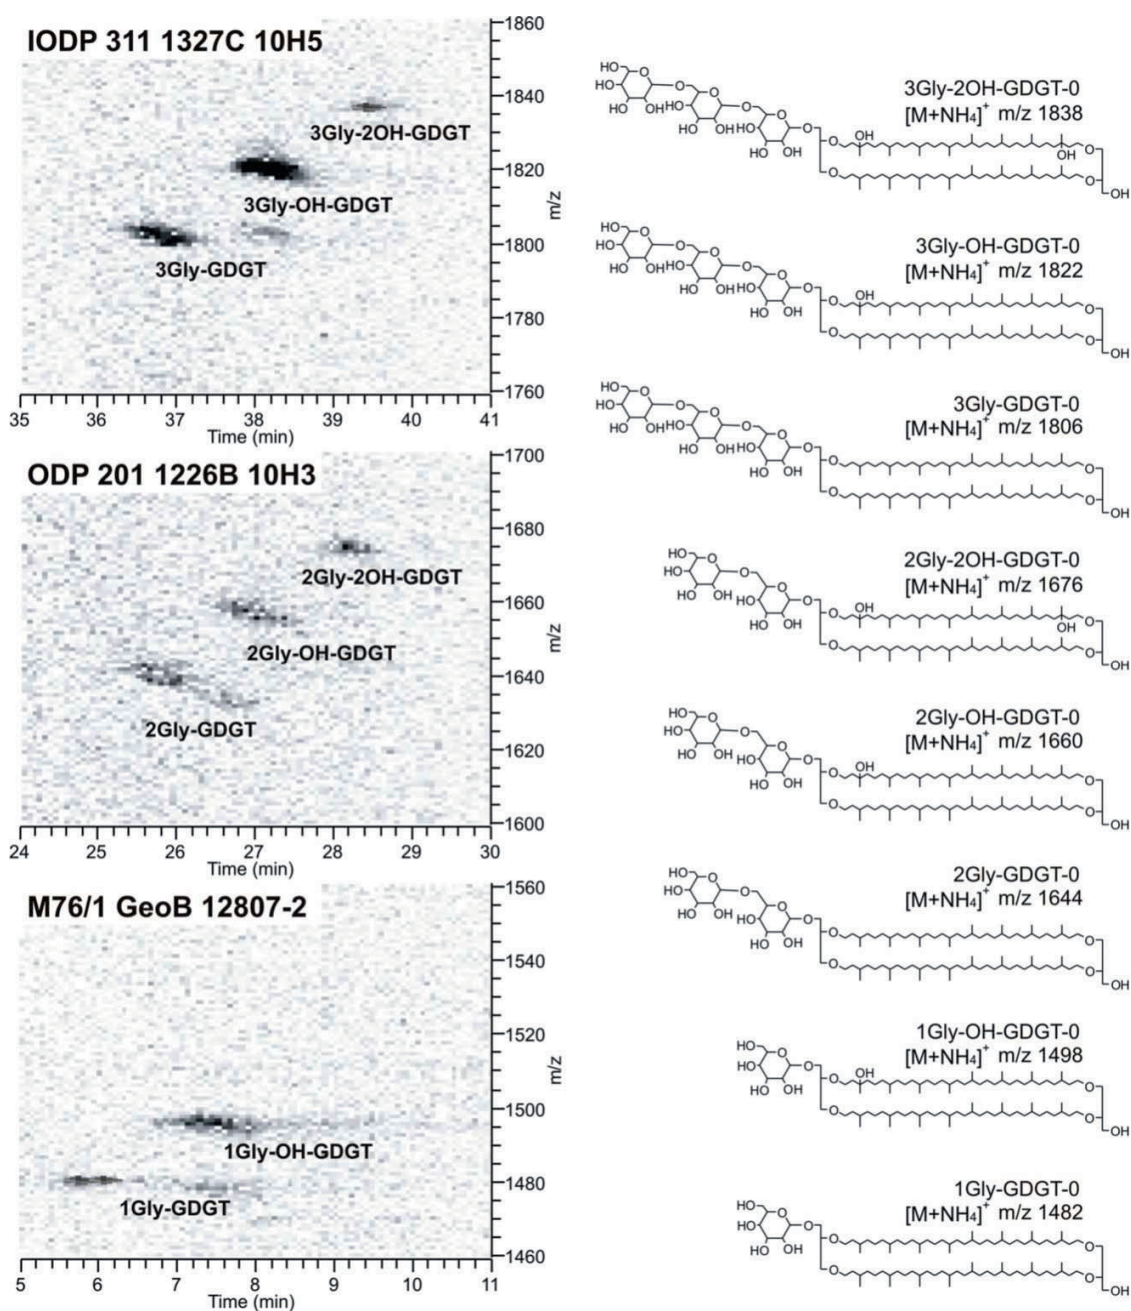 IODP 311 1327C 10H5
1860
1840
1820
1800
1780
1760
m/z
3Gly-2OH-GDGT
3Gly-OH-GDGT
3Gly-GDGT
35 36 37 38 39 40 41
Time (min)
ODP 201 1226B 10H3
1700
1680
1660
1640
1620
1600
m/z
2Gly-2OH-GDGT
2Gly-OH-GDGT
2Gly-GDGT
24 25 26 27 28 29 30
Time (min)
M76/1 GeoB 12807-2
1560
1540
1520
1500
1480
1460
m/z
1Gly-OH-GDGT
1Gly-GDGT
5 6 7 8 9 10 11
Time (min)
3Gly-2OH-GDGT-0
[M+NH₄]⁺ m/z 1838
3Gly-OH-GDGT-0
[M+NH₄]⁺ m/z 1822
3Gly-GDGT-0
[M+NH₄]⁺ m/z 1806
2Gly-2OH-GDGT-0
[M+NH₄]⁺ m/z 1676
2Gly-OH-GDGT-0
[M+NH₄]⁺ m/z 1660
2Gly-GDGT-0
[M+NH₄]⁺ m/z 1644
1Gly-OH-GDGT-0
[M+NH₄]⁺ m/z 1498
1Gly-GDGT-0
[M+NH₄]⁺ m/z 1482